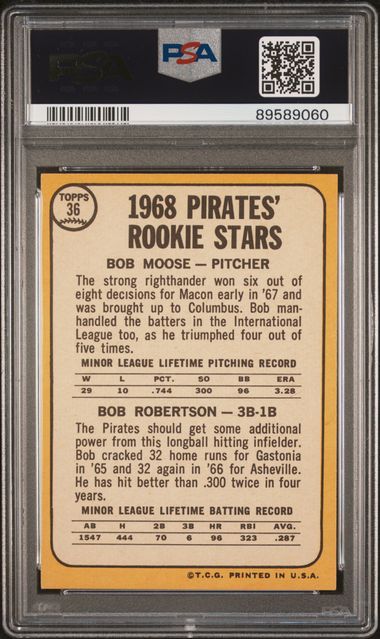 PSA
PSA
89589060
TOPPS
36
1968 PIRATES'
ROOKIE STARS
BOB MOOSE — PITCHER
The strong righthander won six out of
eight decisions for Macon early in '67 and
was brought up to Columbus. Bob man-
handled the batters in the International
League too, as he triumphed four out of
five times.
MINOR LEAGUE LIFETIME PITCHING RECORD
W L PCT. SO BB ERA
29 10 .744 300 96 3.28
BOB ROBERTSON — 3B-1B
The Pirates should get some additional
power from this longball hitting infielder.
Bob cracked 32 home runs for Gastonia
in '65 and 32 again in '66 for Asheville.
He has hit better than .300 twice in four
years.
MINOR LEAGUE LIFETIME BATTING RECORD
AB H 2B 3B HR RBI AVG.
1547 444 70 6 96 323 .287
©T.C.G. PRINTED IN U.S.A.